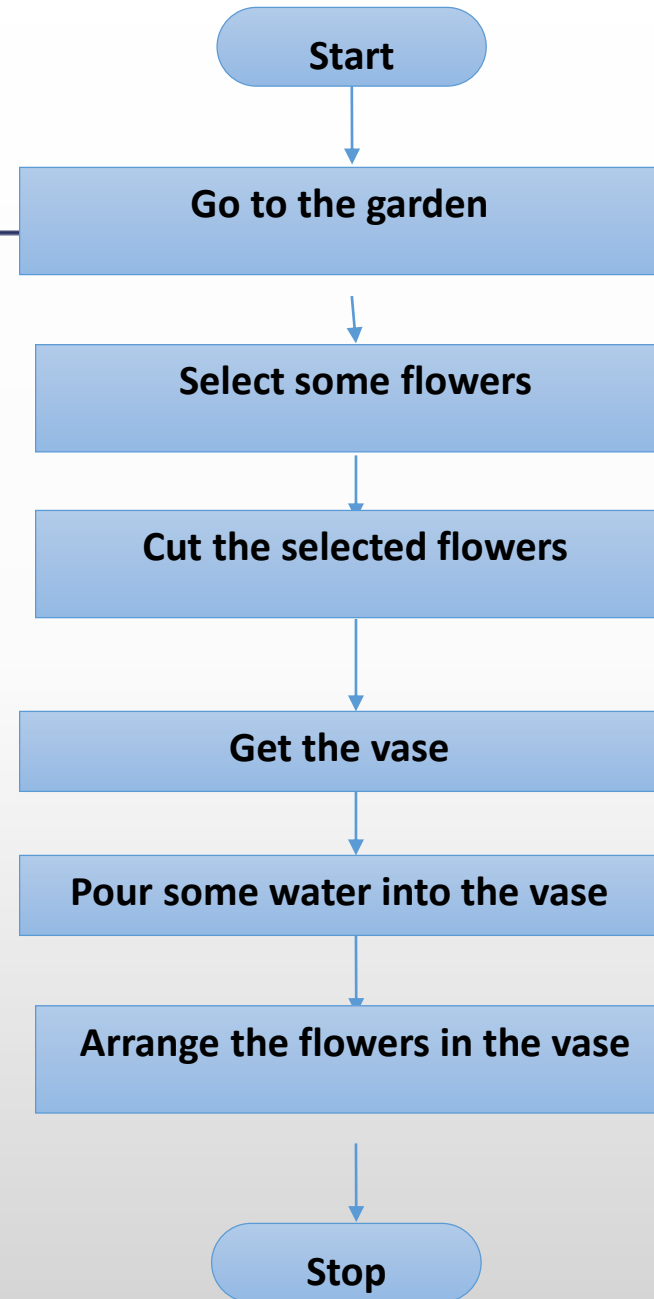 Start
Go to the garden
Select some flowers
Cut the selected flowers
Get the vase
Pour some water into the vase
Arrange the flowers in the vase
Stop